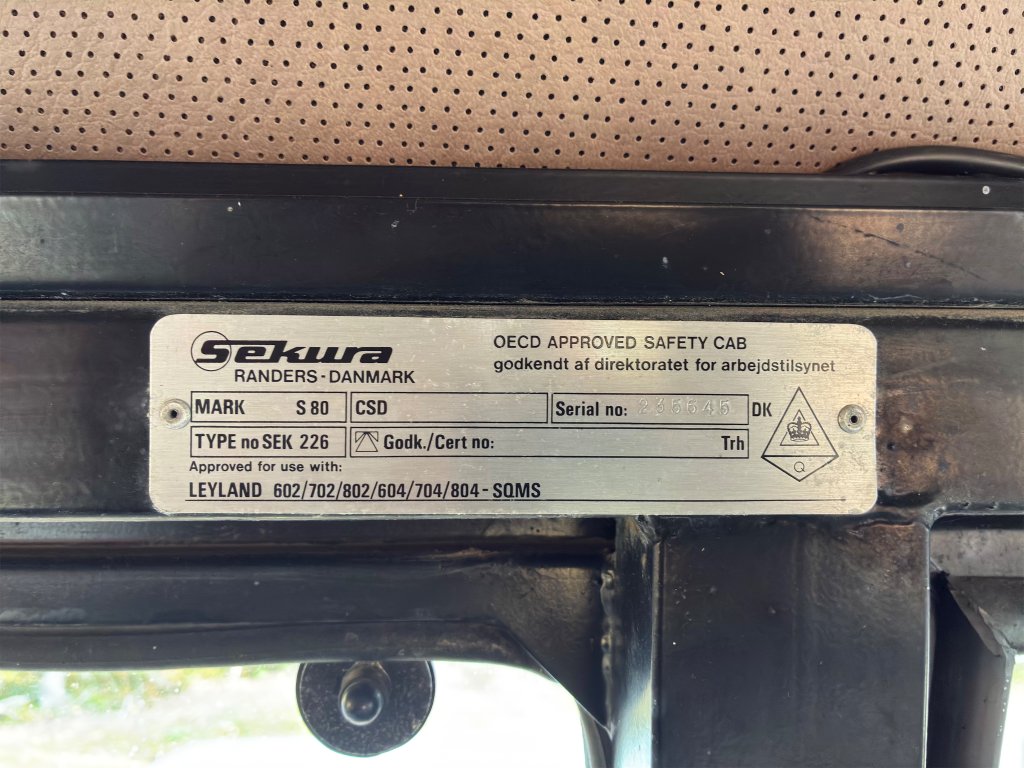 Sekura
RANDERS - DANMARK
OECD APPROVED SAFETY CAB
godkendt af direktoratet for arbejdstilsynet
MARK S 80 CSD Serial no: 235645 DK
TYPE no SEK 226 Godk./Cert no: Trh
Q
Approved for use with:
LEYLAND 602/702/802/604/704/804 - SQMS